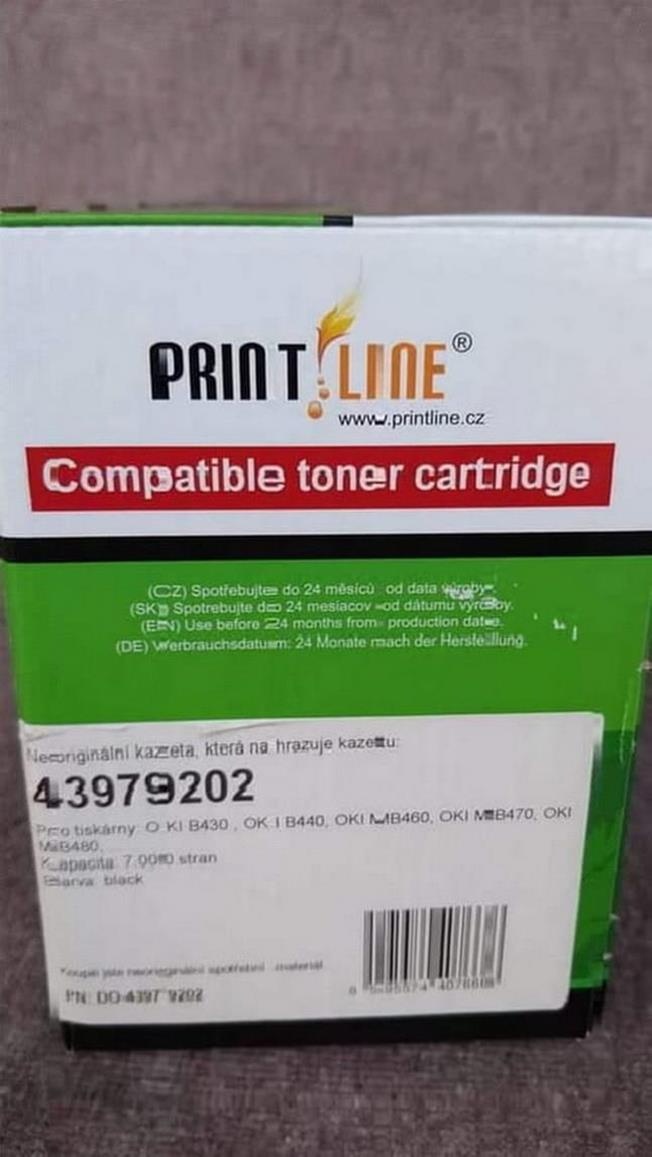 PRINT LINE®
www.printline.cz
Compatible toner cartridge
(CZ) Spotřebujte do 24 měsíců od data výroby.
(SK) Spotrebujte do 24 mesiacov od dátumu výroby.
(EN) Use before 24 months from production date.
(DE) Verbrauchsdatum: 24 Monate nach der Herstellung.
Neoriginální kazeta, která nahrazuje kazetu:
43979202
Pro tiskárny: OKI B430, OKI B440, OKI MB460, OKI MB470, OKI
MB480,
Kapacita: 7.000 stran
Barva: black
neoriginální spotřební materiál
PN: DO-43979202